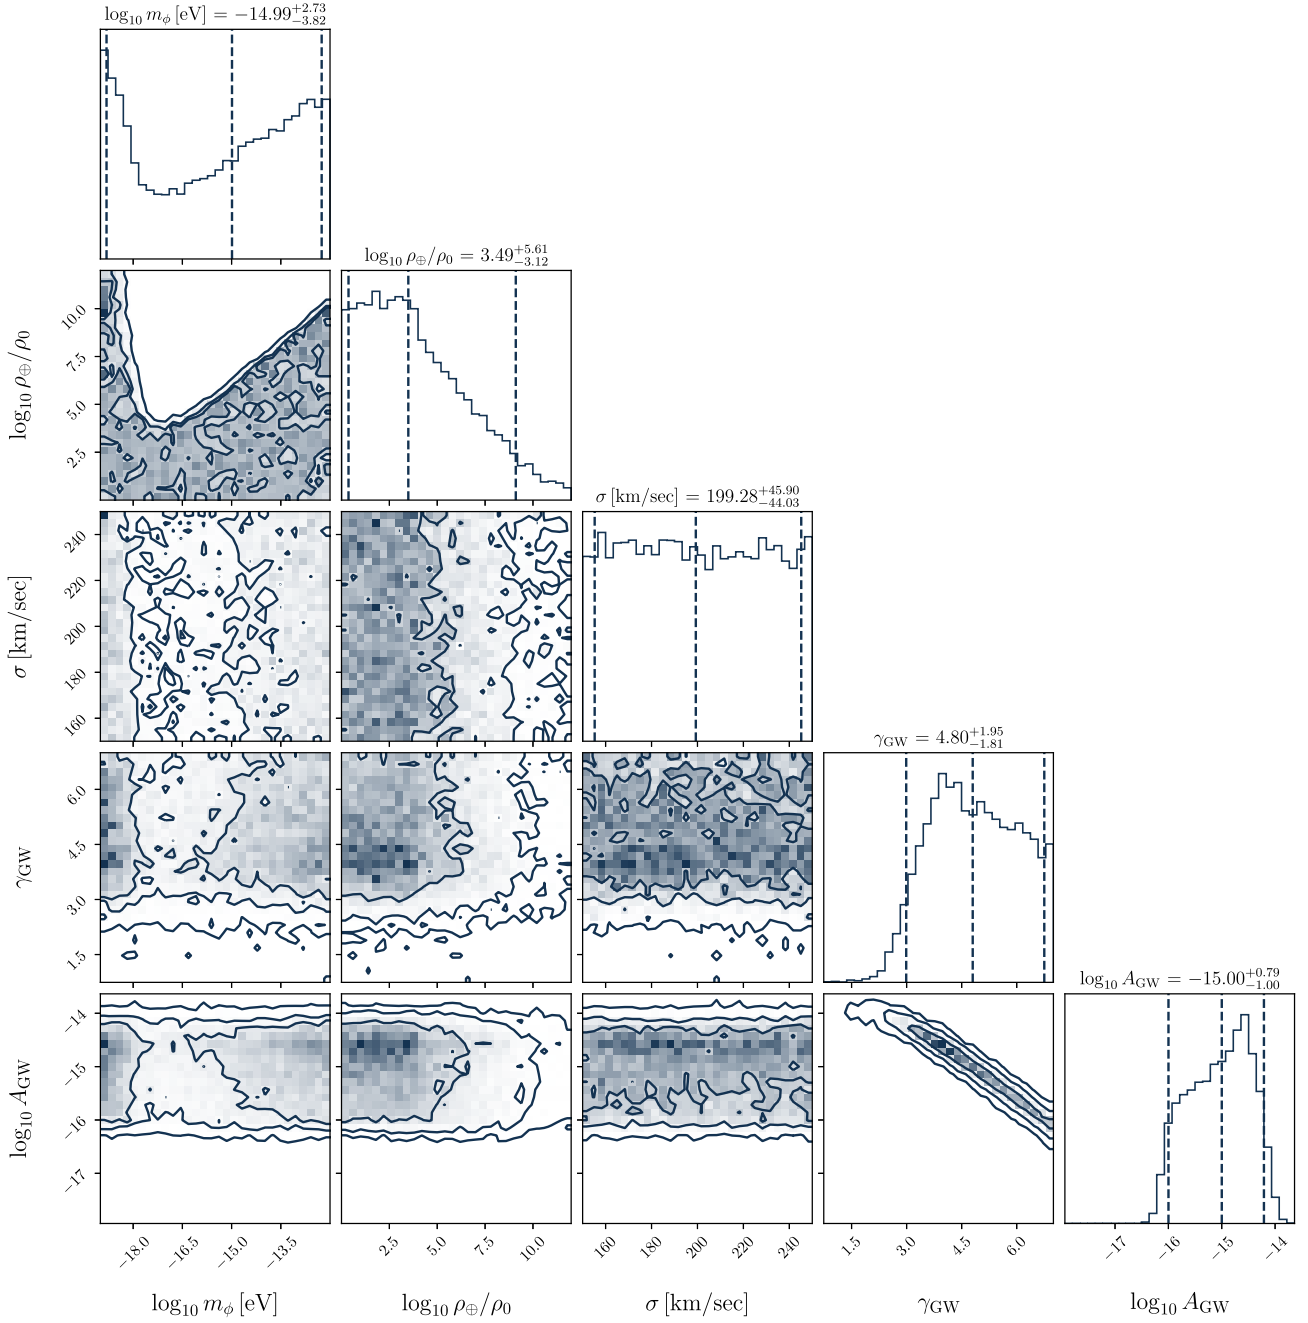 log₁₀ m_ϕ [eV] = −14.99^{+2.73}_{−3.82}
log₁₀ ρ_⊕/ρ₀ = 3.49^{+5.61}_{−3.12}
10.0
7.5
5.0
2.5
log₁₀ ρ_⊕/ρ₀
σ [km/sec] = 199.28^{+45.90}_{−44.03}
240
220
200
180
160
σ [km/sec]
γ_GW = 4.80^{+1.95}_{−1.81}
6.0
4.5
3.0
1.5
γ_GW
log₁₀ A_GW = −15.00^{+0.79}_{−1.00}
−14
−15
−16
−17
log₁₀ A_GW
−18.0 −16.5 −15.0 −13.5
2.5 5.0 7.5 10.0
160 180 200 220 240
1.5 3.0 4.5 6.0
−17 −16 −15 −14
log₁₀ m_ϕ [eV]
log₁₀ ρ_⊕/ρ₀
σ [km/sec]
γ_GW
log₁₀ A_GW